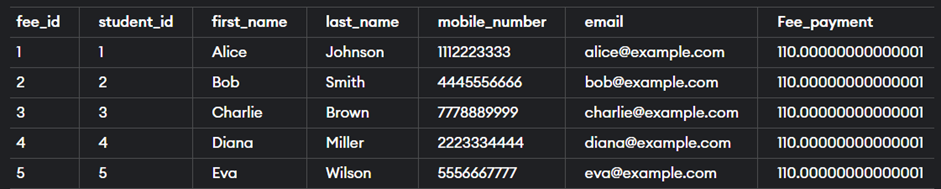 fee_id student_id first_name last_name mobile_number email Fee_payment
1 1 Alice Johnson 1112223333 alice@example.com 110.00000000000001
2 2 Bob Smith 4445556666 bob@example.com 110.00000000000001
3 3 Charlie Brown 7778889999 charlie@example.com 110.00000000000001
4 4 Diana Miller 2223334444 diana@example.com 110.00000000000001
5 5 Eva Wilson 5556667777 eva@example.com 110.00000000000001